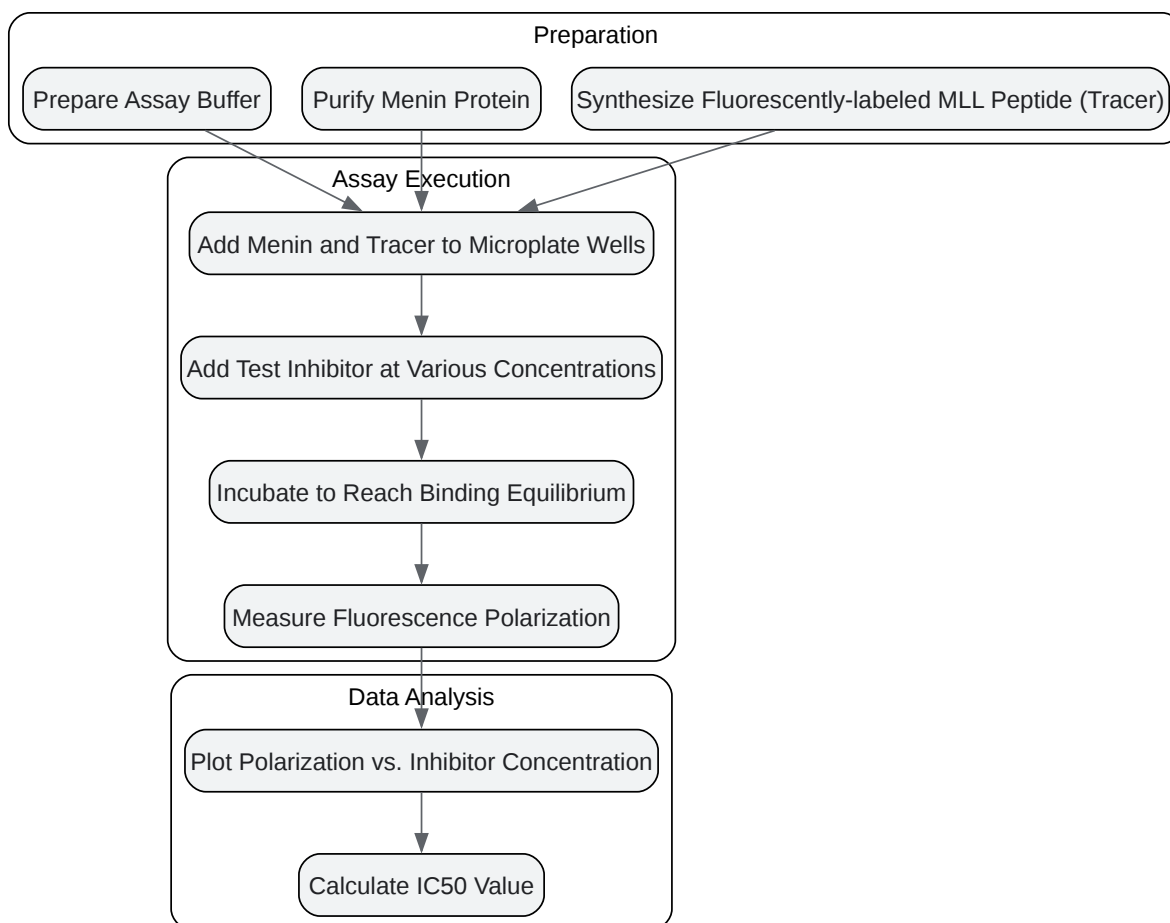 Preparation
Prepare Assay Buffer
Purify Menin Protein
Synthesize Fluorescently-labeled MLL Peptide (Tracer)
Assay Execution
Add Menin and Tracer to Microplate Wells
Add Test Inhibitor at Various Concentrations
Incubate to Reach Binding Equilibrium
Measure Fluorescence Polarization
Data Analysis
Plot Polarization vs. Inhibitor Concentration
Calculate IC50 Value